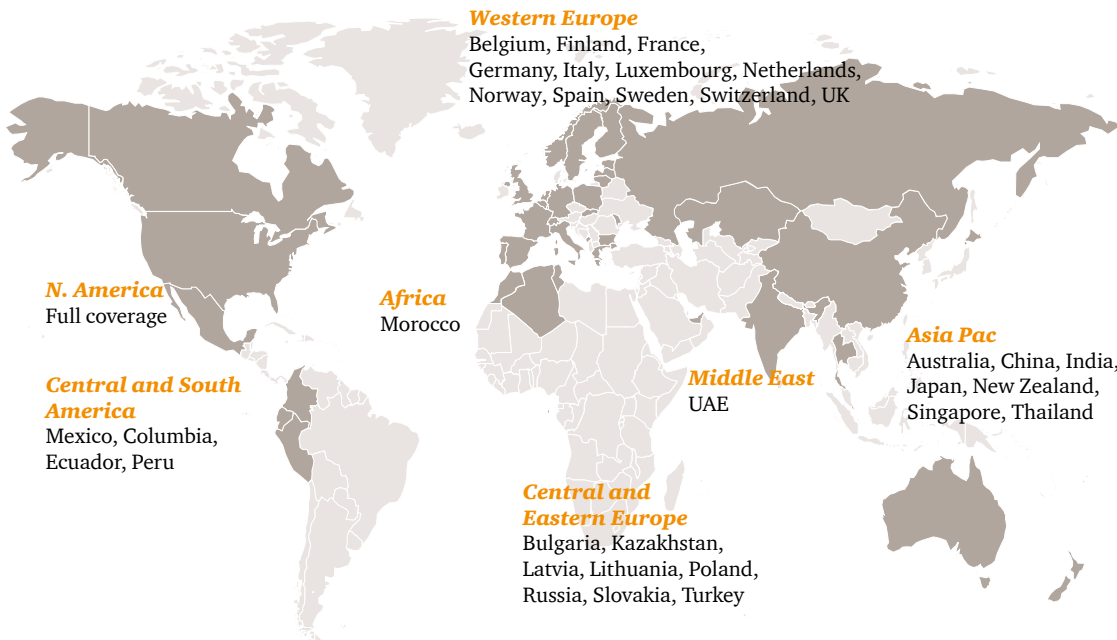 Western Europe
Belgium, Finland, France,
Germany, Italy, Luxembourg, Netherlands,
Norway, Spain, Sweden, Switzerland, UK
N. America
Full coverage
Africa
Morocco
Asia Pac
Australia, China, India,
Japan, New Zealand,
Singapore, Thailand
Central and South
America
Mexico, Columbia,
Ecuador, Peru
Middle East
UAE
Central and
Eastern Europe
Bulgaria, Kazakhstan,
Latvia, Lithuania, Poland,
Russia, Slovakia, Turkey